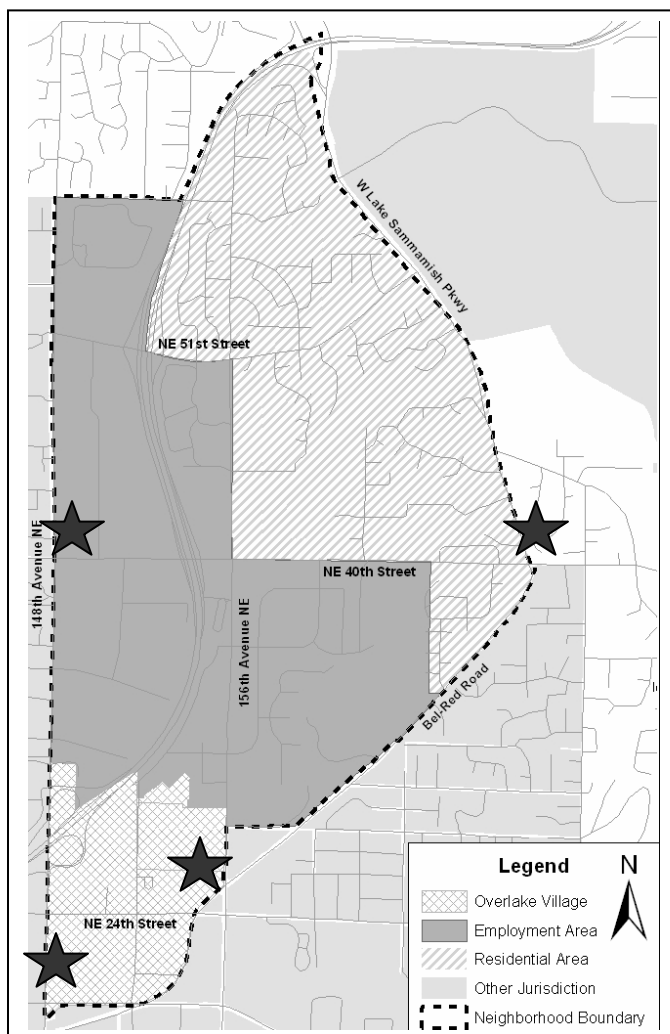 W Lake Sammamish Pkwy
NE 51st Street
148th Avenue NE
NE 40th Street
156th Avenue NE
Bel-Red Road
NE 24th Street
Legend
N
Overlake Village
Employment Area
Residential Area
Other Jurisdiction
Neighborhood Boundary